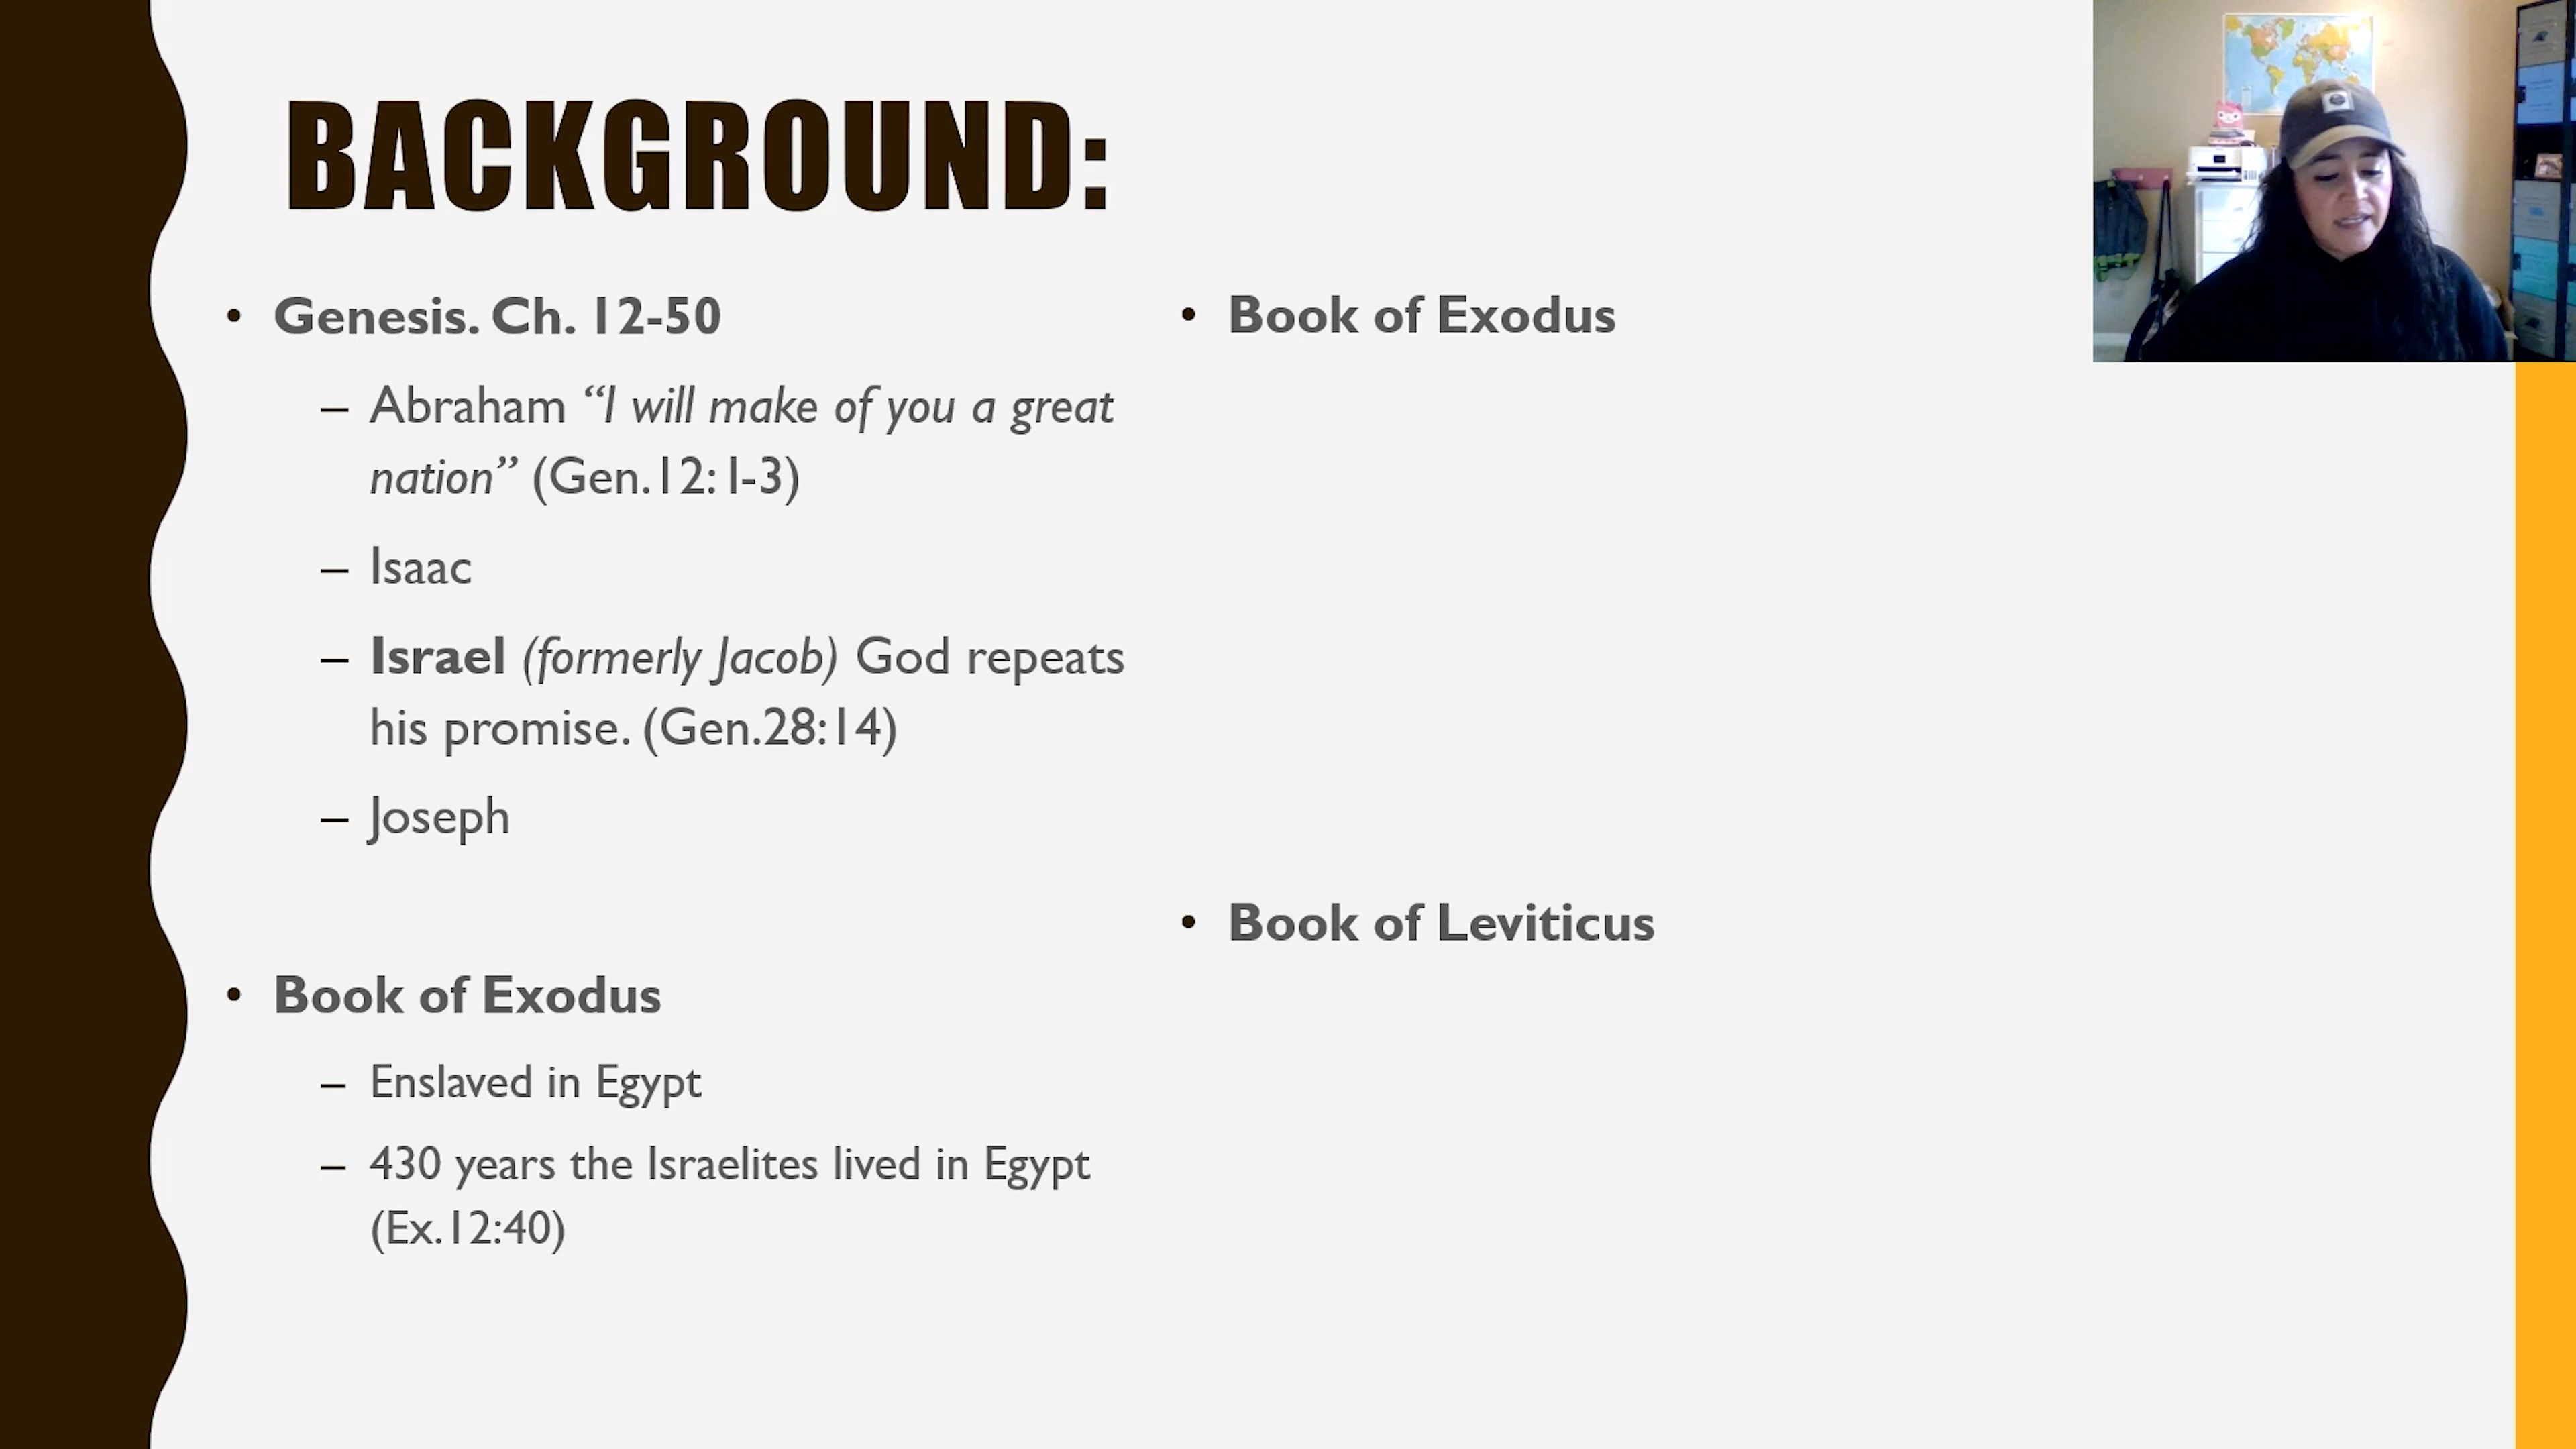 BACKGROUND:
• Genesis. Ch. 12-50
– Abraham “I will make of you a great
nation” (Gen.12:1-3)
– Isaac
– Israel (formerly Jacob) God repeats
his promise. (Gen.28:14)
– Joseph
• Book of Exodus
– Enslaved in Egypt
– 430 years the Israelites lived in Egypt
(Ex.12:40)
• Book of Exodus
• Book of Leviticus